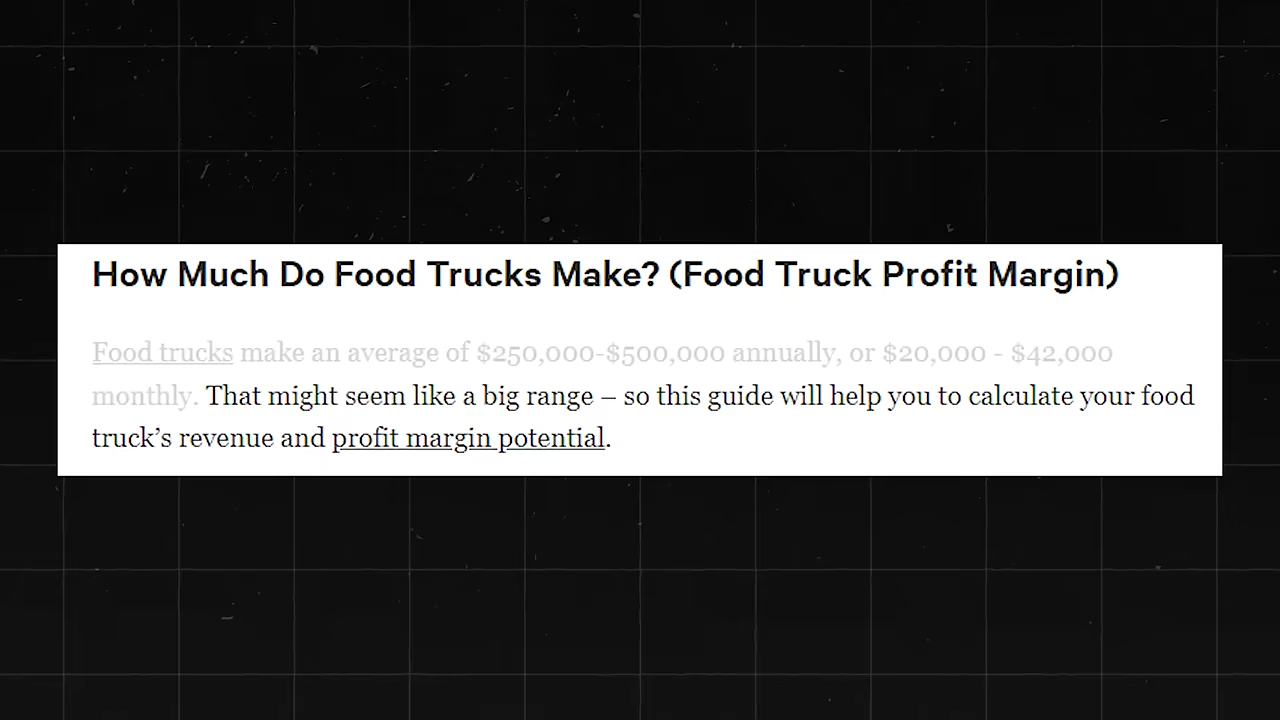 How Much Do Food Trucks Make? (Food Truck Profit Margin)
Food trucks make an average of $250,000-$500,000 annually, or $20,000 - $42,000
monthly. That might seem like a big range – so this guide will help you to calculate your food
truck’s revenue and profit margin potential.